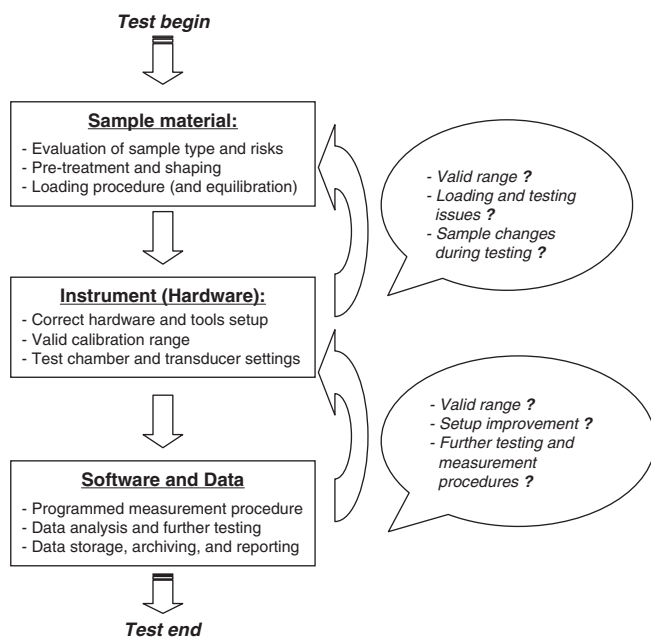 Test begin
Sample material:
- Evaluation of sample type and risks
- Pre-treatment and shaping
- Loading procedure (and equilibration)
- Valid range ?
- Loading and testing
issues ?
- Sample changes
during testing ?
Instrument (Hardware):
- Correct hardware and tools setup
- Valid calibration range
- Test chamber and transducer settings
- Valid range ?
- Setup improvement ?
- Further testing and
measurement
procedures ?
Software and Data
- Programmed measurement procedure
- Data analysis and further testing
- Data storage, archiving, and reporting
Test end